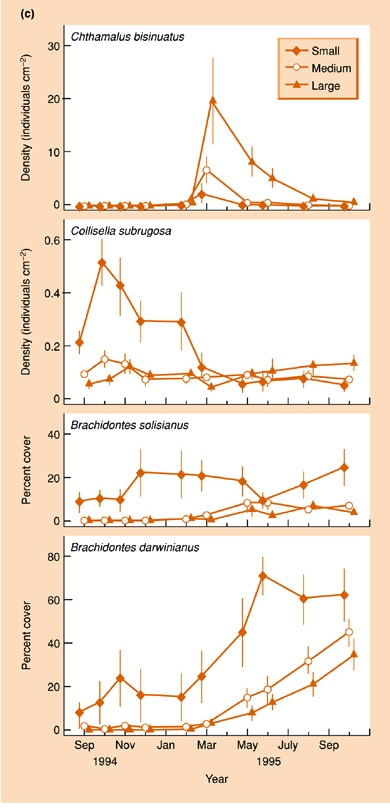 (c)
Chthamalus bisinuatus
Small
Medium
Large
Density (individuals cm⁻²)
30
20
10
0
Collisella subrugosa
Density (individuals cm⁻²)
0.6
0.4
0.2
0
Brachidontes solisianus
Percent cover
40
20
0
Brachidontes darwinianus
Percent cover
80
60
40
20
0
Sep Nov Jan Mar May July Sep
1994 1995
Year